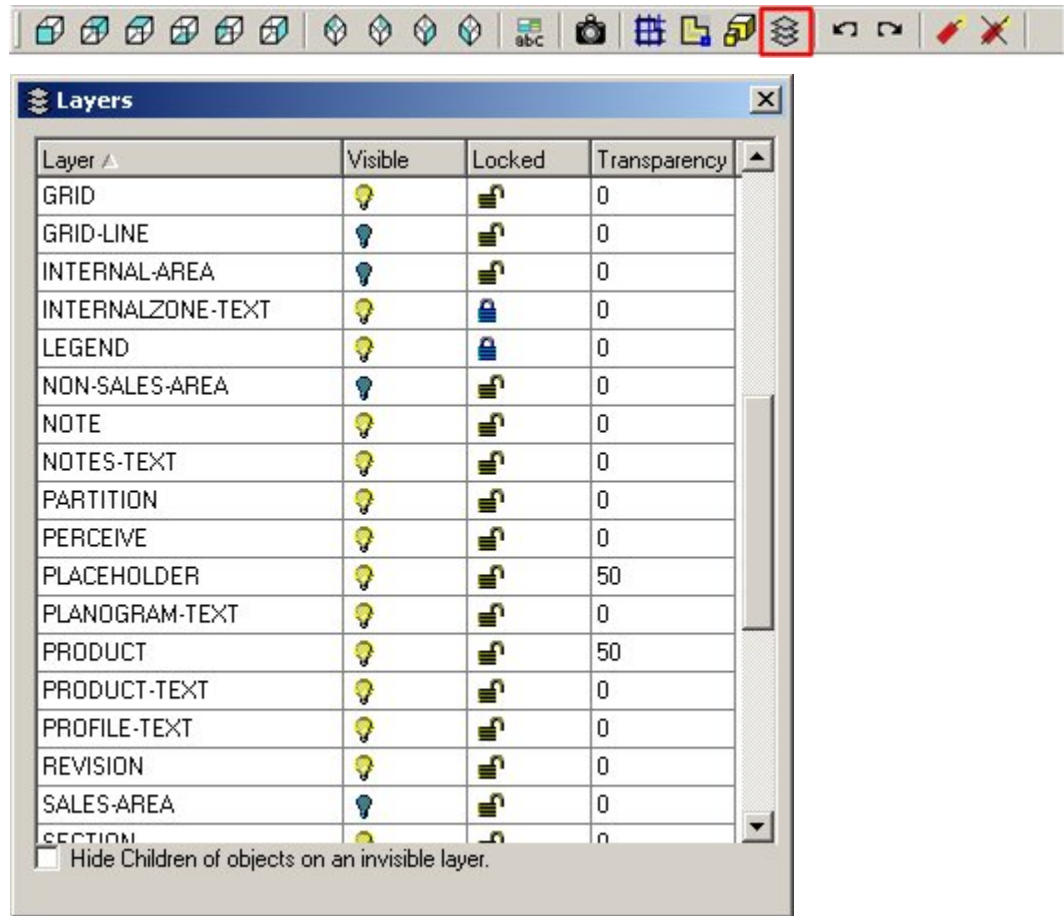 abc
Layers
Layer Visible Locked Transparency
GRID 0
GRID-LINE 0
INTERNAL-AREA 0
INTERNALZONE-TEXT 0
LEGEND 0
NON-SALES-AREA 0
NOTE 0
NOTES-TEXT 0
PARTITION 0
PERCEIVE 0
PLACEHOLDER 50
PLANOGRAM-TEXT 0
PRODUCT 50
PRODUCT-TEXT 0
PROFILE-TEXT 0
REVISION 0
SALES-AREA 0
SECTION 0
Hide Children of objects on an invisible layer.